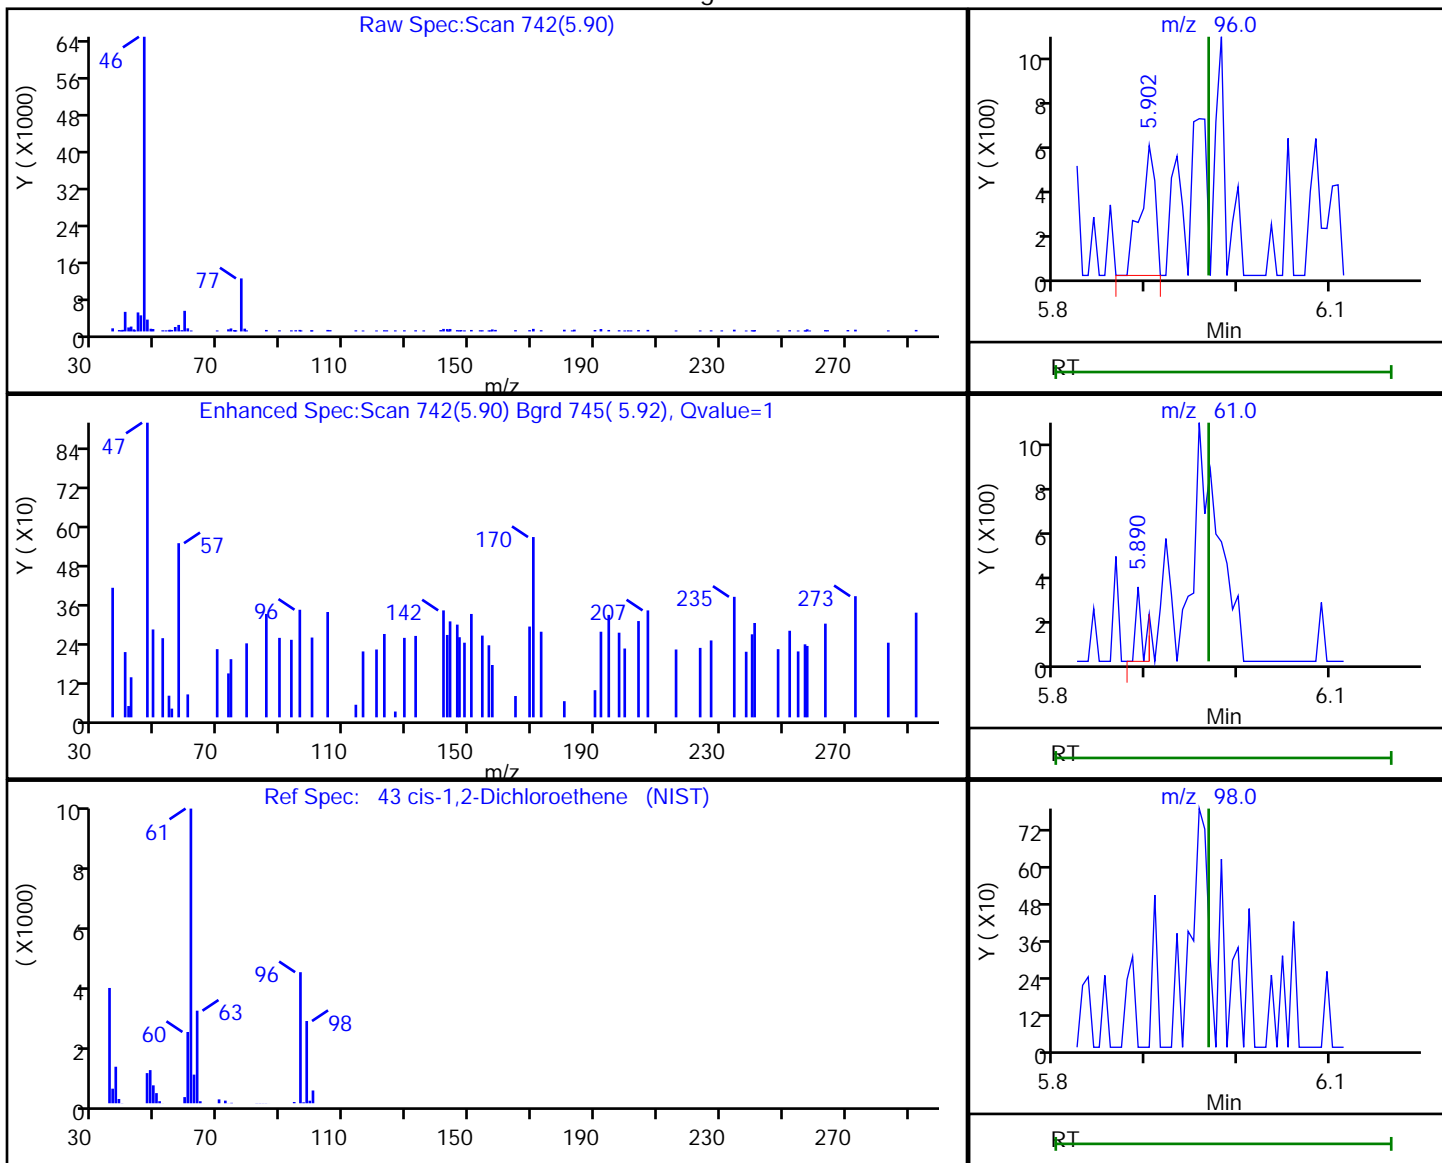 Raw Spec:Scan 742(5.90)
Y ( X1000)
64
56
48
40
32
24
16
8
0
46
77
30 70 110 150 190 230 270
m/z
m/z 96.0
Y ( X100)
10
8
6
4
2
0
5.902
5.8 6.1
Min
RT
Enhanced Spec:Scan 742(5.90) Bgrd 745( 5.92), Qvalue=1
Y ( X10)
84
72
60
48
36
24
12
0
47
57
96
142
170
207
235
273
30 70 110 150 190 230 270
m/z
m/z 61.0
Y ( X100)
10
8
6
4
2
0
5.890
5.8 6.1
Min
RT
Ref Spec: 43 cis-1,2-Dichloroethene (NIST)
( X1000)
10
8
6
4
2
0
61
60
63
96
98
30 70 110 150 190 230 270
m/z 98.0
Y ( X10)
72
60
48
36
24
12
0
5.8 6.1
Min
RT